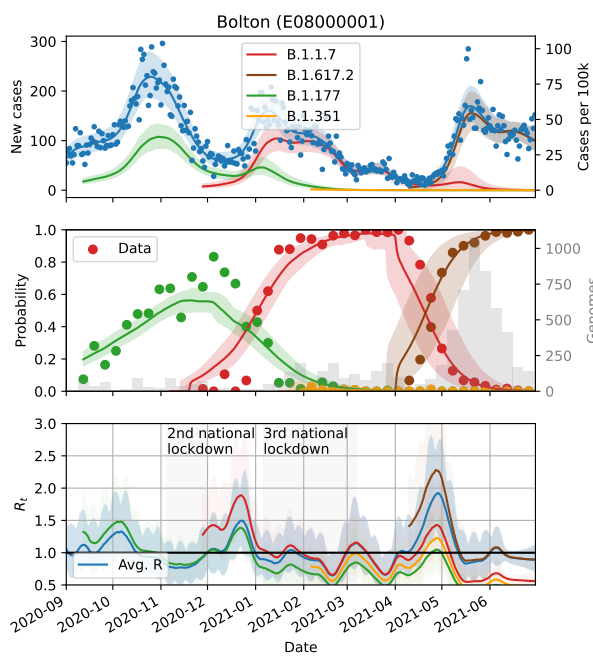 Bolton (E08000001)
New cases
300
200
100
0
B.1.1.7
B.1.617.2
B.1.177
B.1.351
100
75
50
25
0
Cases per 100k
Probability
1.0
0.8
0.6
0.4
0.2
0.0
Data
1000
750
500
250
0
Genomes
Rt
3.0
2.5
2.0
1.5
1.0
0.5
2nd national
lockdown
3rd national
lockdown
Avg. R
2020-09
2020-10
2020-11
2020-12
2021-01
2021-02
2021-03
2021-04
2021-05
2021-06
Date